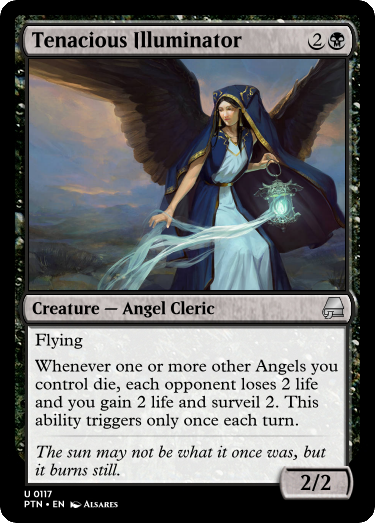 Tenacious Illuminator 2
Creature — Angel Cleric
Flying
Whenever one or more other Angels you
control die, each opponent loses 2 life
and you gain 2 life and surveil 2. This
ability triggers only once each turn.
The sun may not be what it once was, but
it burns still.
2/2
U 0117
PTN • EN Alsares